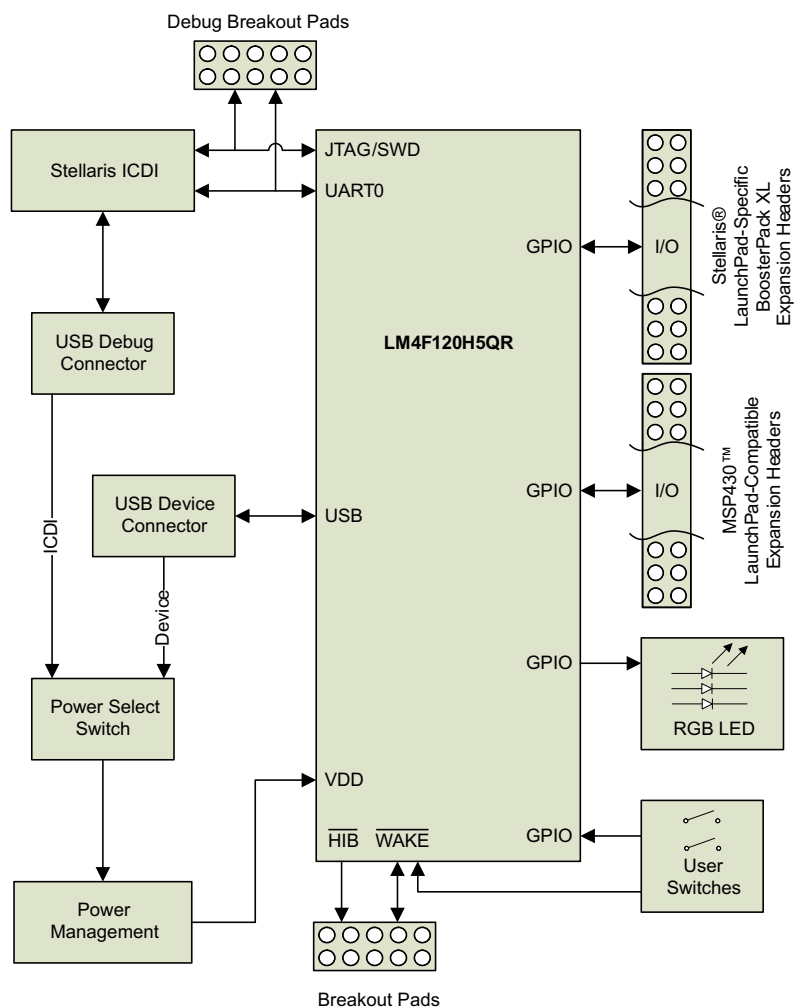 Debug Breakout Pads
Stellaris ICDI
JTAG/SWD
UART0
GPIO
I/O
Stellaris®
LaunchPad-Specific
BoosterPack XL
Expansion Headers
USB Debug
Connector
LM4F120H5QR
GPIO
I/O
MSP430™
LaunchPad-Compatible
Expansion Headers
USB Device
Connector
USB
ICDI
Device
GPIO
RGB LED
Power Select
Switch
VDD
HIB
WAKE
GPIO
User
Switches
Power
Management
Breakout Pads